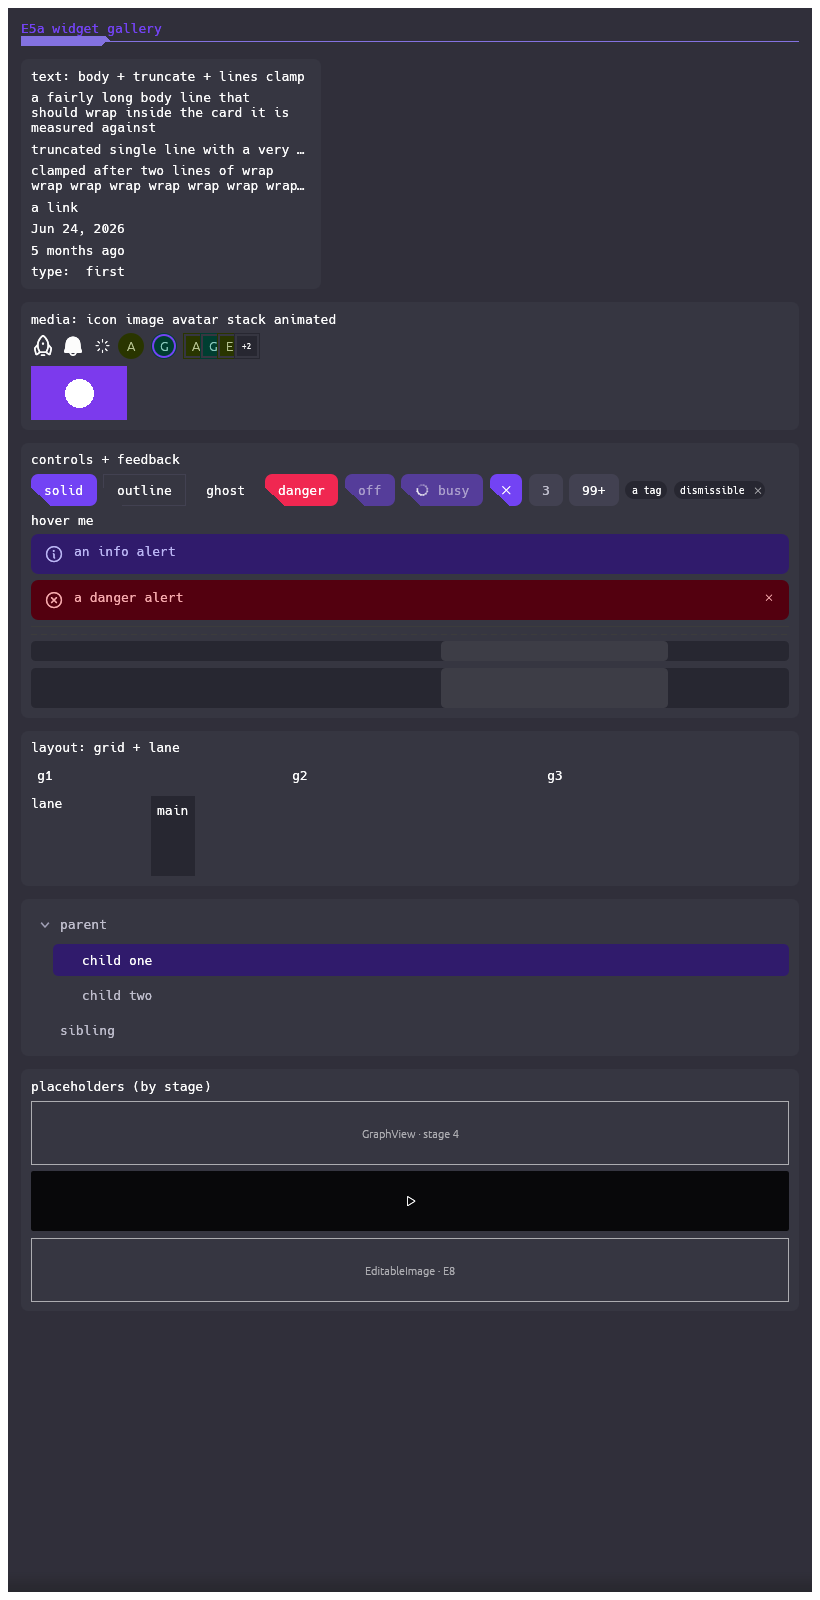 E5a widget gallery
text: body + truncate + lines clamp
a fairly long body line that
should wrap inside the card it is
measured against
truncated single line with a very …
clamped after two lines of wrap
wrap wrap wrap wrap wrap wrap wrap…
a link
Jun 24, 2026
5 months ago
type:  first
media: icon image avatar stack animated
A G A G E +2
controls + feedback
solid outline ghost danger off busy × 3 99+ a tag dismissible ×
hover me
an info alert
a danger alert ×
layout: grid + lane
g1 g2 g3
lane main
parent
child one
child two
sibling
placeholders (by stage)
GraphView · stage 4
EditableImage · E8